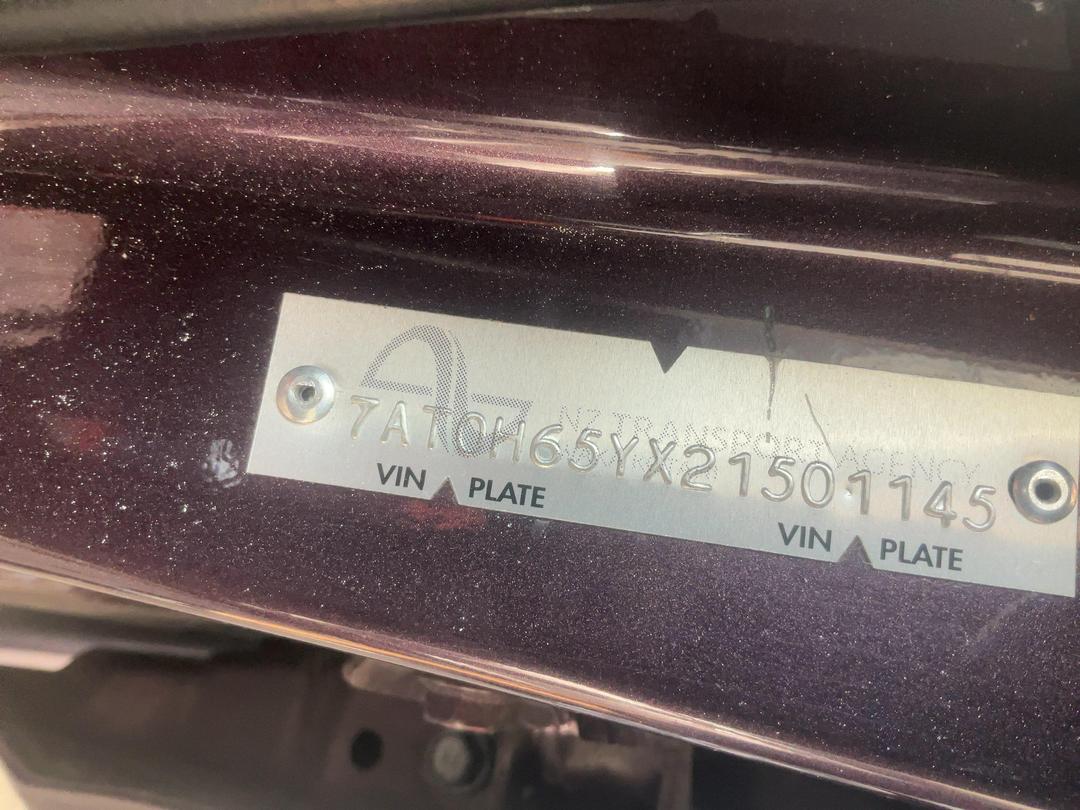 NZ TRANSPORT AGENCY
7AT0H65YX21501145
VIN PLATE
VIN PLATE